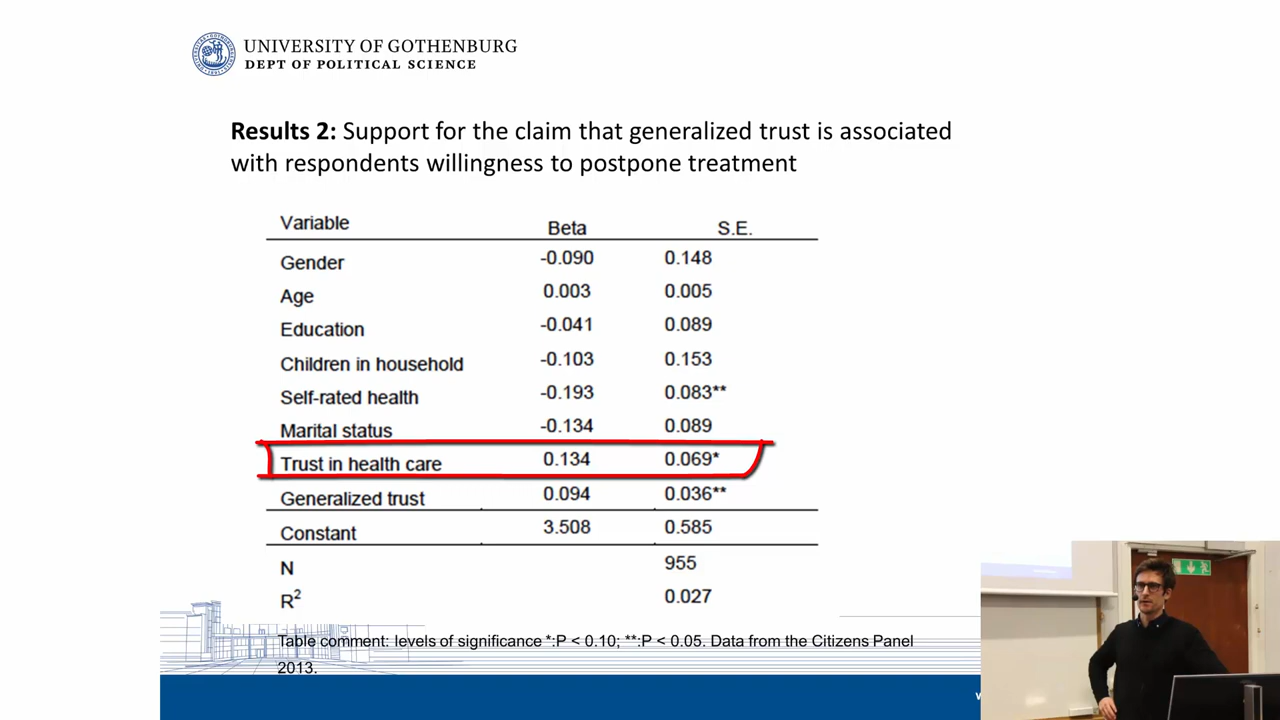 UNIVERSITY OF GOTHENBURG
DEPT OF POLITICAL SCIENCE
Results 2: Support for the claim that generalized trust is associated
with respondents willingness to postpone treatment
Variable Beta S.E.
Gender -0.090 0.148
Age 0.003 0.005
Education -0.041 0.089
Children in household -0.103 0.153
Self-rated health -0.193 0.083**
Marital status -0.134 0.089
Trust in health care 0.134 0.069*
Generalized trust 0.094 0.036**
Constant 3.508 0.585
N 955
R² 0.027
Table comment: levels of significance *:P < 0.10; **:P < 0.05. Data from the Citizens Panel
2013.